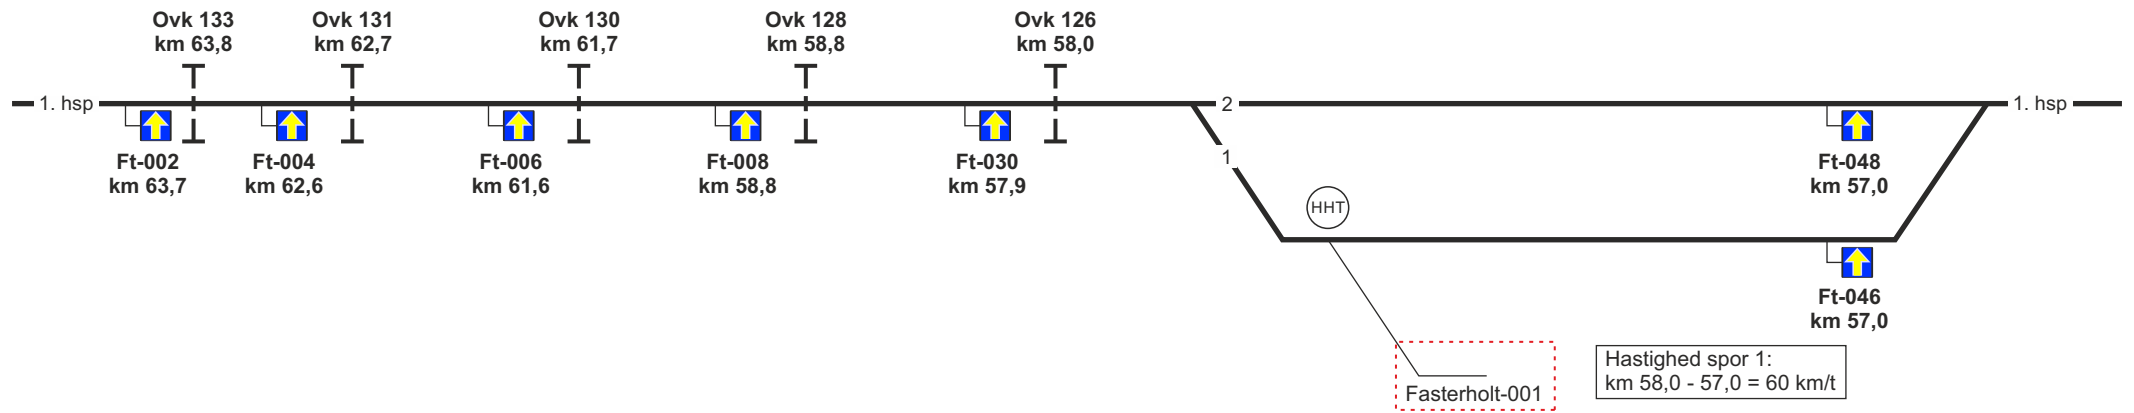 Ovk 133
km 63,8
Ovk 131
km 62,7
Ovk 130
km 61,7
Ovk 128
km 58,8
Ovk 126
km 58,0
1. hsp
2
1. hsp
1
Ft-002
km 63,7
Ft-004
km 62,6
Ft-006
km 61,6
Ft-008
km 58,8
Ft-030
km 57,9
Ft-048
km 57,0
HHT
Ft-046
km 57,0
Fasterholt-001
Hastighed spor 1:
km 58,0 - 57,0 = 60 km/t